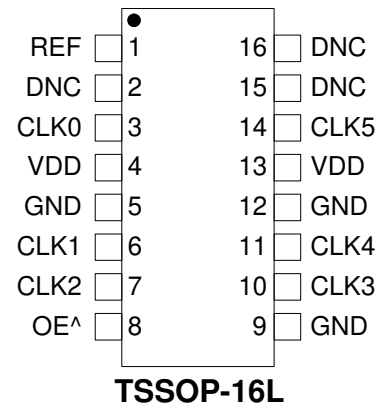 REF 1 16 DNC
DNC 2 15 DNC
CLK0 3 14 CLK5
VDD 4 13 VDD
GND 5 12 GND
CLK1 6 11 CLK4
CLK2 7 10 CLK3
OE^ 8 9 GND
TSSOP-16L